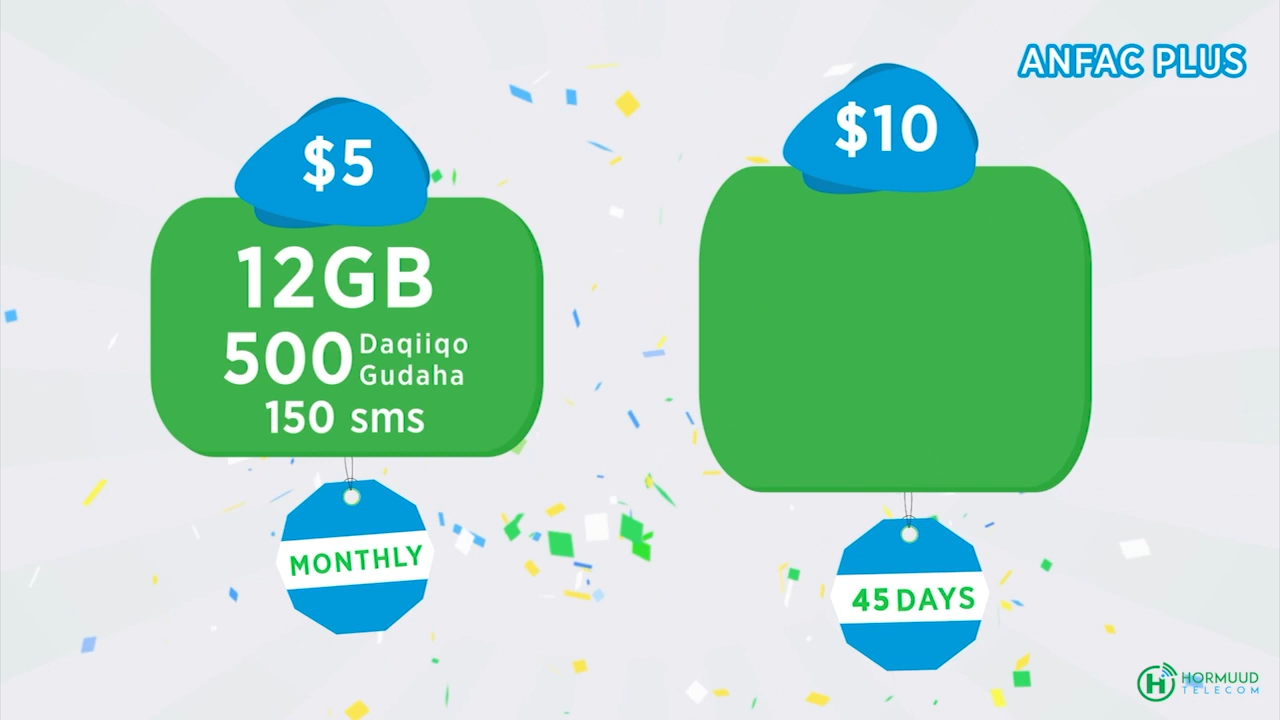 ANFAC PLUS
$5
12GB
500 Daqiiqo
Gudaha
150 sms
MONTHLY
$10
45 DAYS
HORMUUD
TELECOM